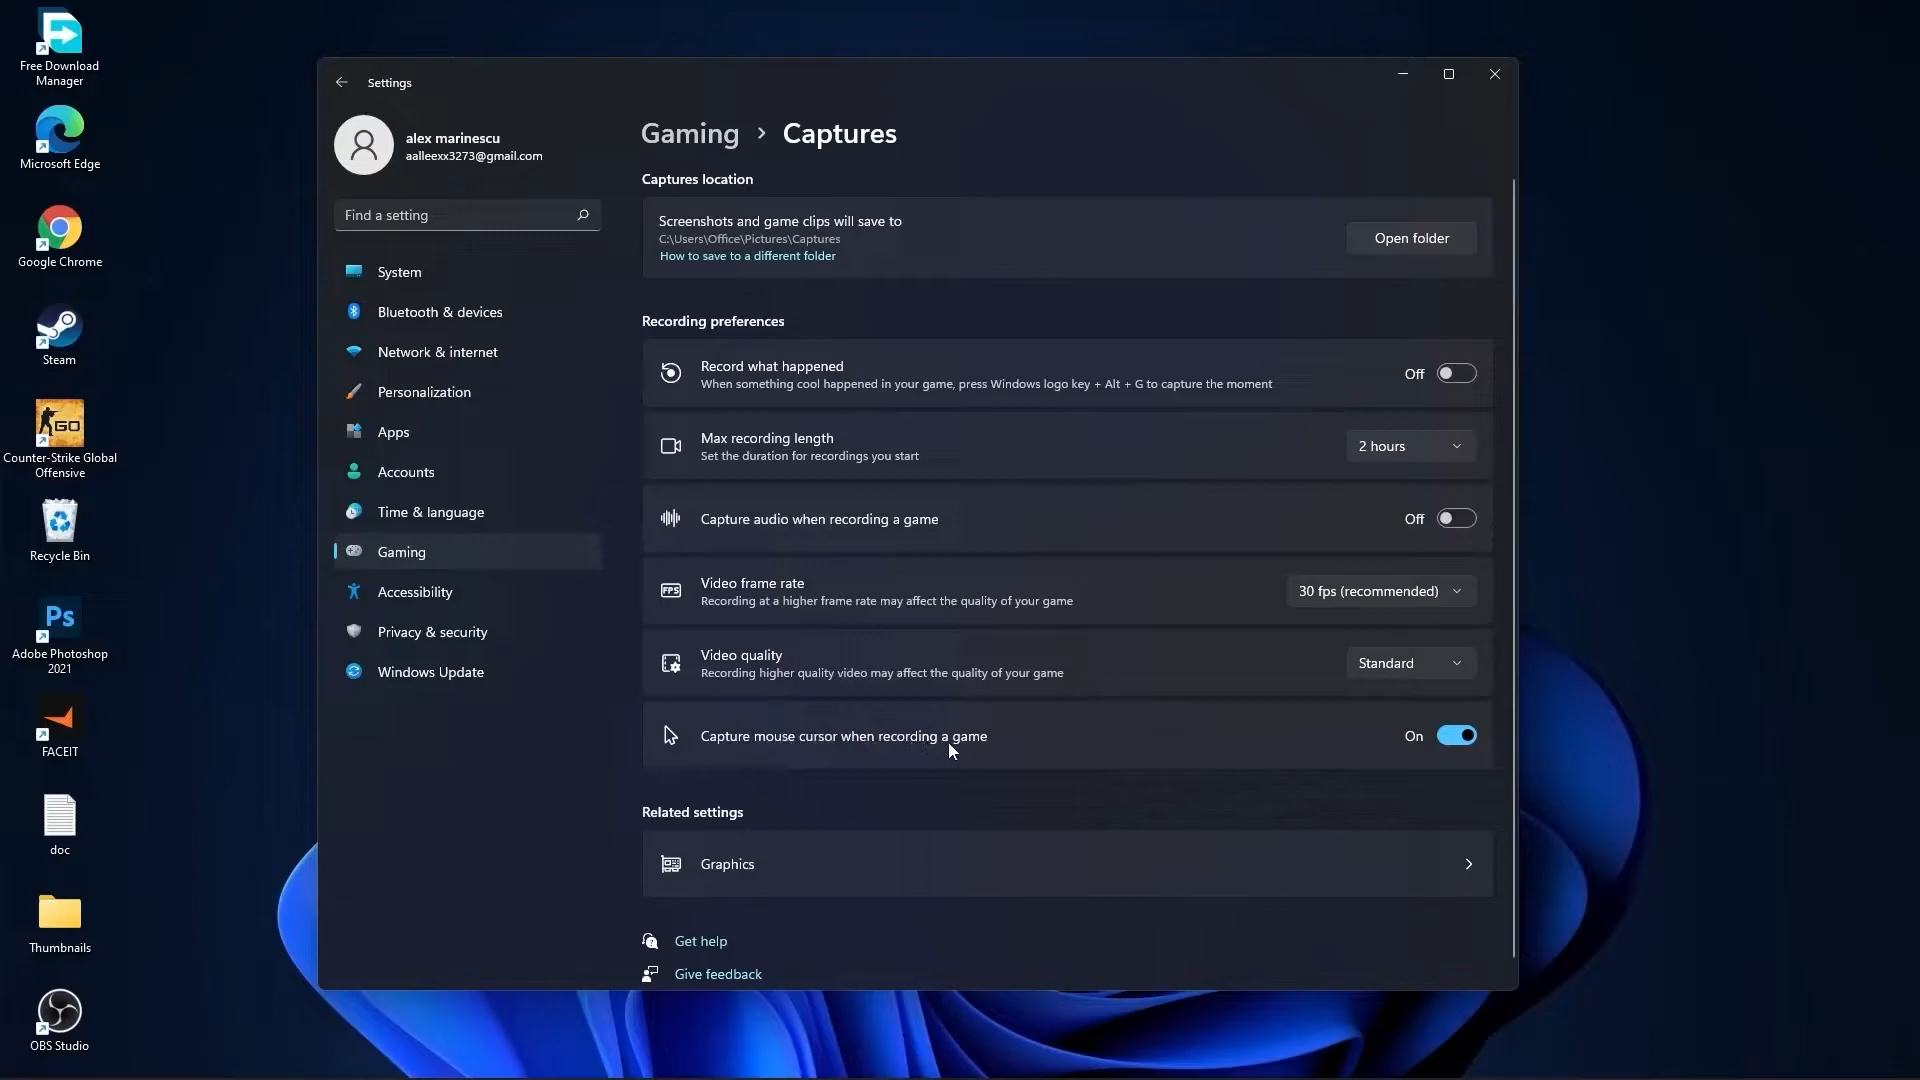 Free Download
Manager
Microsoft Edge
Google Chrome
Steam
GO
Counter-Strike Global
Offensive
Recycle Bin
Ps
Adobe Photoshop
2021
FACEIT
doc
Thumbnails
OBS Studio
Settings
alex marinescu
aalleexx3273@gmail.com
Find a setting
System
Bluetooth & devices
Network & internet
Personalization
Apps
Accounts
Time & language
Gaming
Accessibility
Privacy & security
Windows Update
Gaming › Captures
Captures location
Screenshots and game clips will save to
C:\Users\Office\Pictures\Captures
How to save to a different folder
Open folder
Recording preferences
Record what happened
When something cool happened in your game, press Windows logo key + Alt + G to capture the moment
Off
Max recording length
Set the duration for recordings you start
2 hours
Capture audio when recording a game
Off
FPS
Video frame rate
Recording at a higher frame rate may affect the quality of your game
30 fps (recommended)
Video quality
Recording higher quality video may affect the quality of your game
Standard
Capture mouse cursor when recording a game
On
Related settings
Graphics
Get help
Give feedback